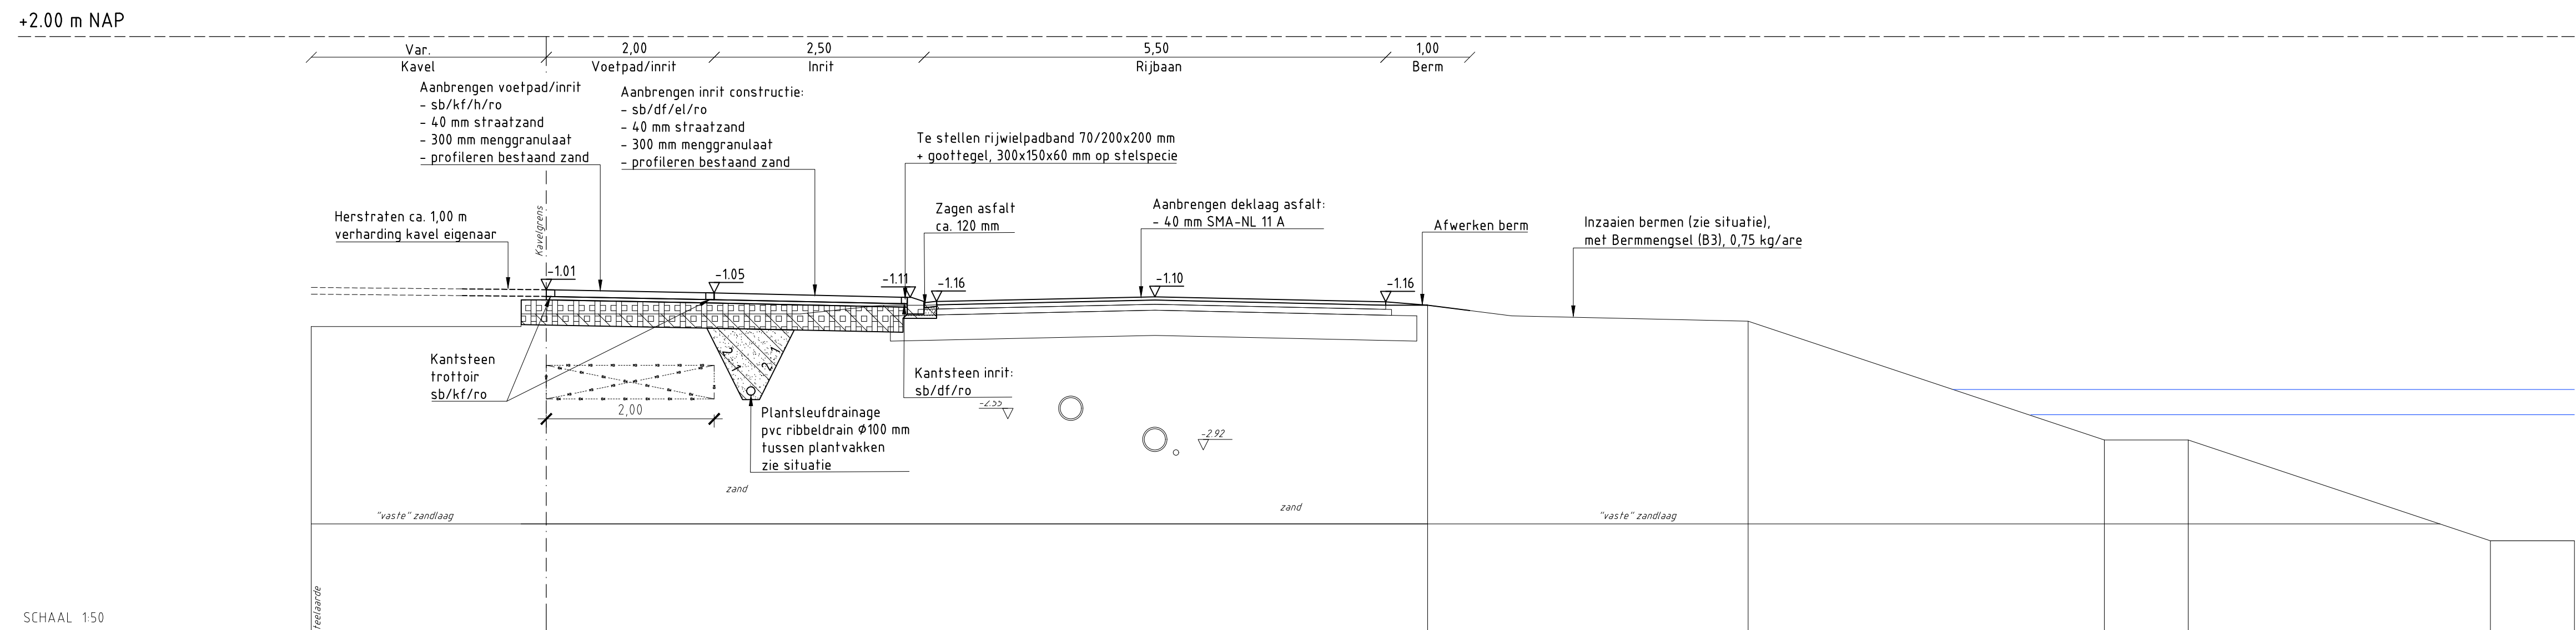 +2.00 m NAP
Var.
2,00
2,50
5,50
1,00
Kavel
Voetpad/inrit
Inrit
Rijbaan
Berm
Aanbrengen voetpad/inrit
- sb/kf/h/ro
- 40 mm straatzand
- 300 mm menggranulaat
- profileren bestaand zand
Aanbrengen inrit constructie:
- sb/df/el/ro
- 40 mm straatzand
- 300 mm menggranulaat
- profileren bestaand zand
Te stellen rijwielpadband 70/200x200 mm
+ goottegel, 300x150x60 mm op stelspecie
Herstraten ca. 1,00 m
verharding kavel eigenaar
Kavelgrens
Zagen asfalt
ca. 120 mm
Aanbrengen deklaag asfalt:
- 40 mm SMA-NL 11 A
Afwerken berm
Inzaaien bermen (zie situatie),
met Bermmengsel (B3), 0,75 kg/are
-1.01
-1.05
-1.11
-1.16
-1.10
-1.16
Kantsteen
trottoir
sb/kf/ro
2,00
Kantsteen inrit:
sb/df/ro
-2.55
-2.92
Plantsleufdrainage
pvc ribbeldrain Ø100 mm
tussen plantvakken
zie situatie
zand
zand
"vaste" zandlaag
"vaste" zandlaag
teelaarde
SCHAAL 1:50